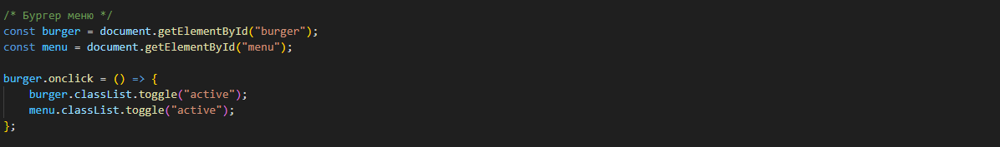 /* Бургер меню */
const burger = document.getElementById("burger");
const menu = document.getElementById("menu");
burger.onclick = () => {
    burger.classList.toggle("active");
    menu.classList.toggle("active");
};